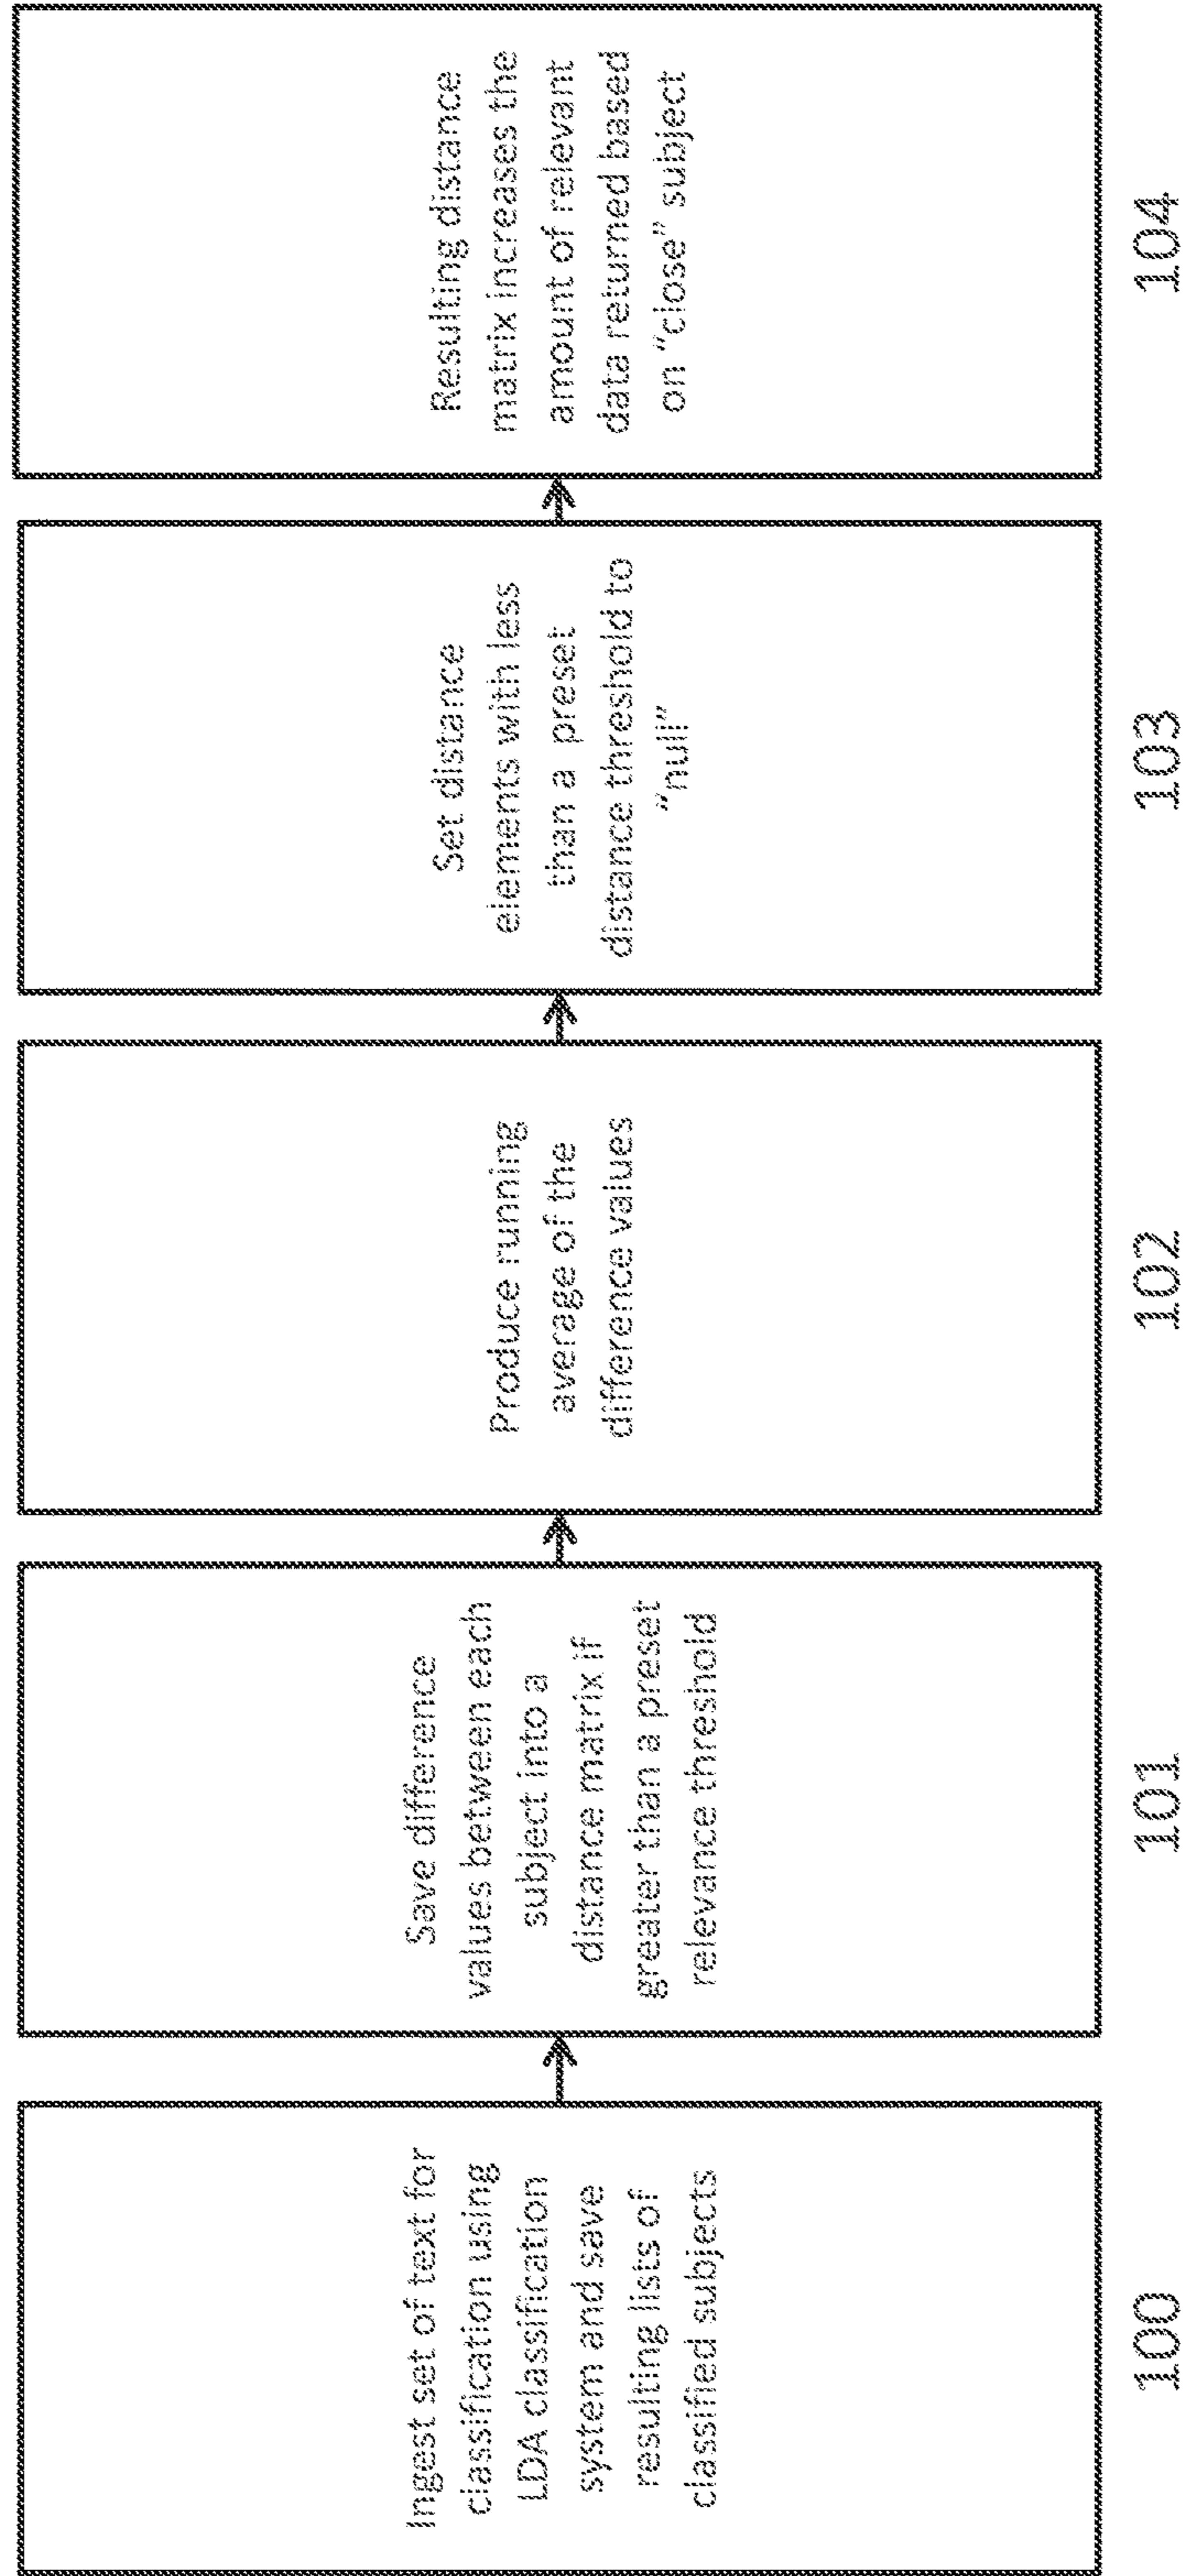 Ingest set of text for
classification using
LDA classification
system and save
resulting lists of
classified subjects
100
Save difference
values between each
subject into a
distance matrix if
greater than a preset
relevance threshold
101
Produce running
average of the
difference values
102
Set distance
elements with less
than a preset
distance threshold to
“null”
103
Resulting distance
matrix increases the
amount of relevant
data returned based
on “close” subject
104